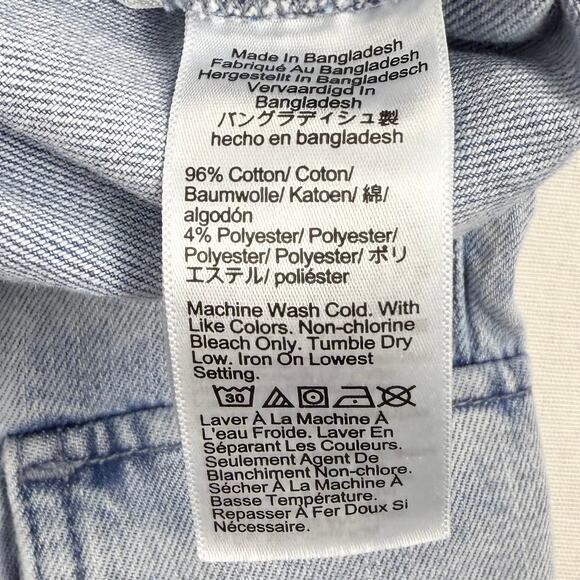 Made In Bangladesh
Fabriqué Au Bangladesh
Hergestellt In Bangladesch
Vervaardigd In
Bangladesh
バングラディシュ製
hecho en bangladesh
96% Cotton/ Coton/
Baumwolle/ Katoen/ 綿/
algodón
4% Polyester/ Polyester/
Polyester/ Polyester/ ポリ
エステル/ poliéster
Machine Wash Cold. With
Like Colors. Non-chlorine
Bleach Only. Tumble Dry
Low. Iron On Lowest
Setting.
30
Laver À La Machine À
L'eau Froide. Laver En
Séparant Les Couleurs.
Seulement Agent De
Blanchiment Non-chlore.
Sécher À La Machine À
Basse Température.
Repasser À Fer Doux Si
Nécessaire.